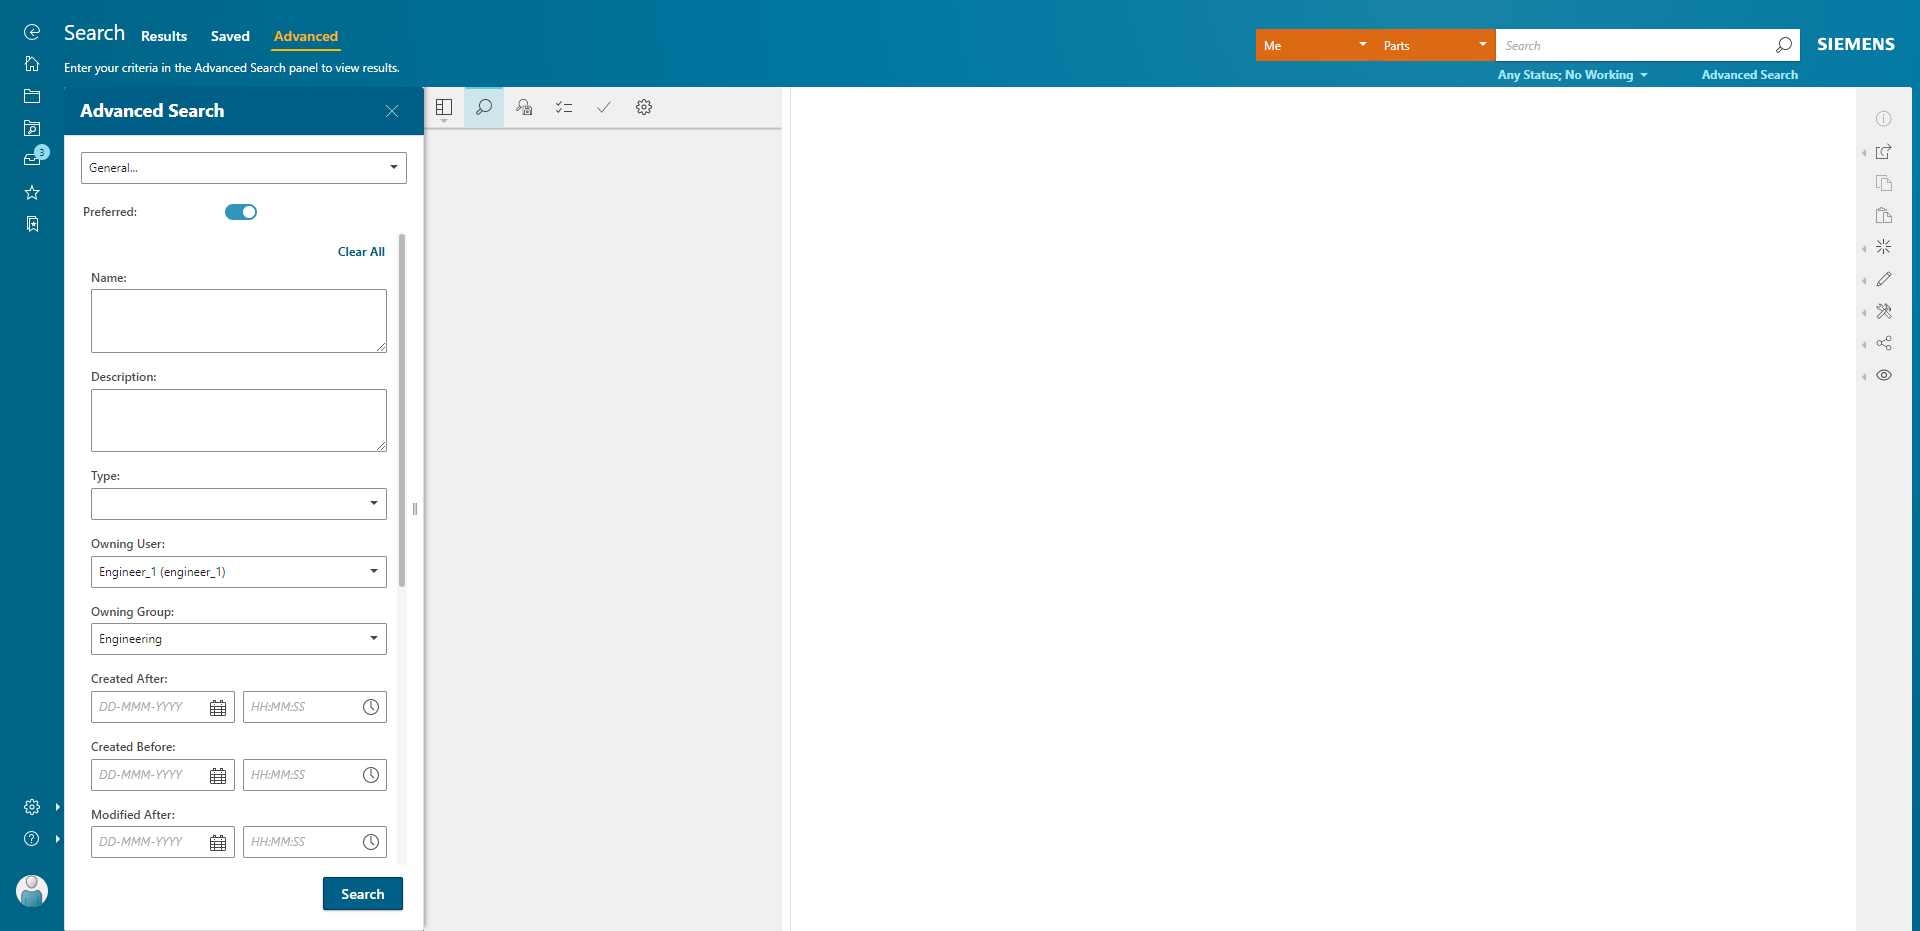 Search Results Saved Advanced
Enter your criteria in the Advanced Search panel to view results.
Me Parts Search SIEMENS
Any Status; No Working Advanced Search
3
Advanced Search
General...
Preferred:
Clear All
Name:
Description:
Type:
Owning User:
Engineer_1 (engineer_1)
Owning Group:
Engineering
Created After:
DD-MMM-YYYY HH:MM:SS
Created Before:
DD-MMM-YYYY HH:MM:SS
Modified After:
DD-MMM-YYYY HH:MM:SS
Search